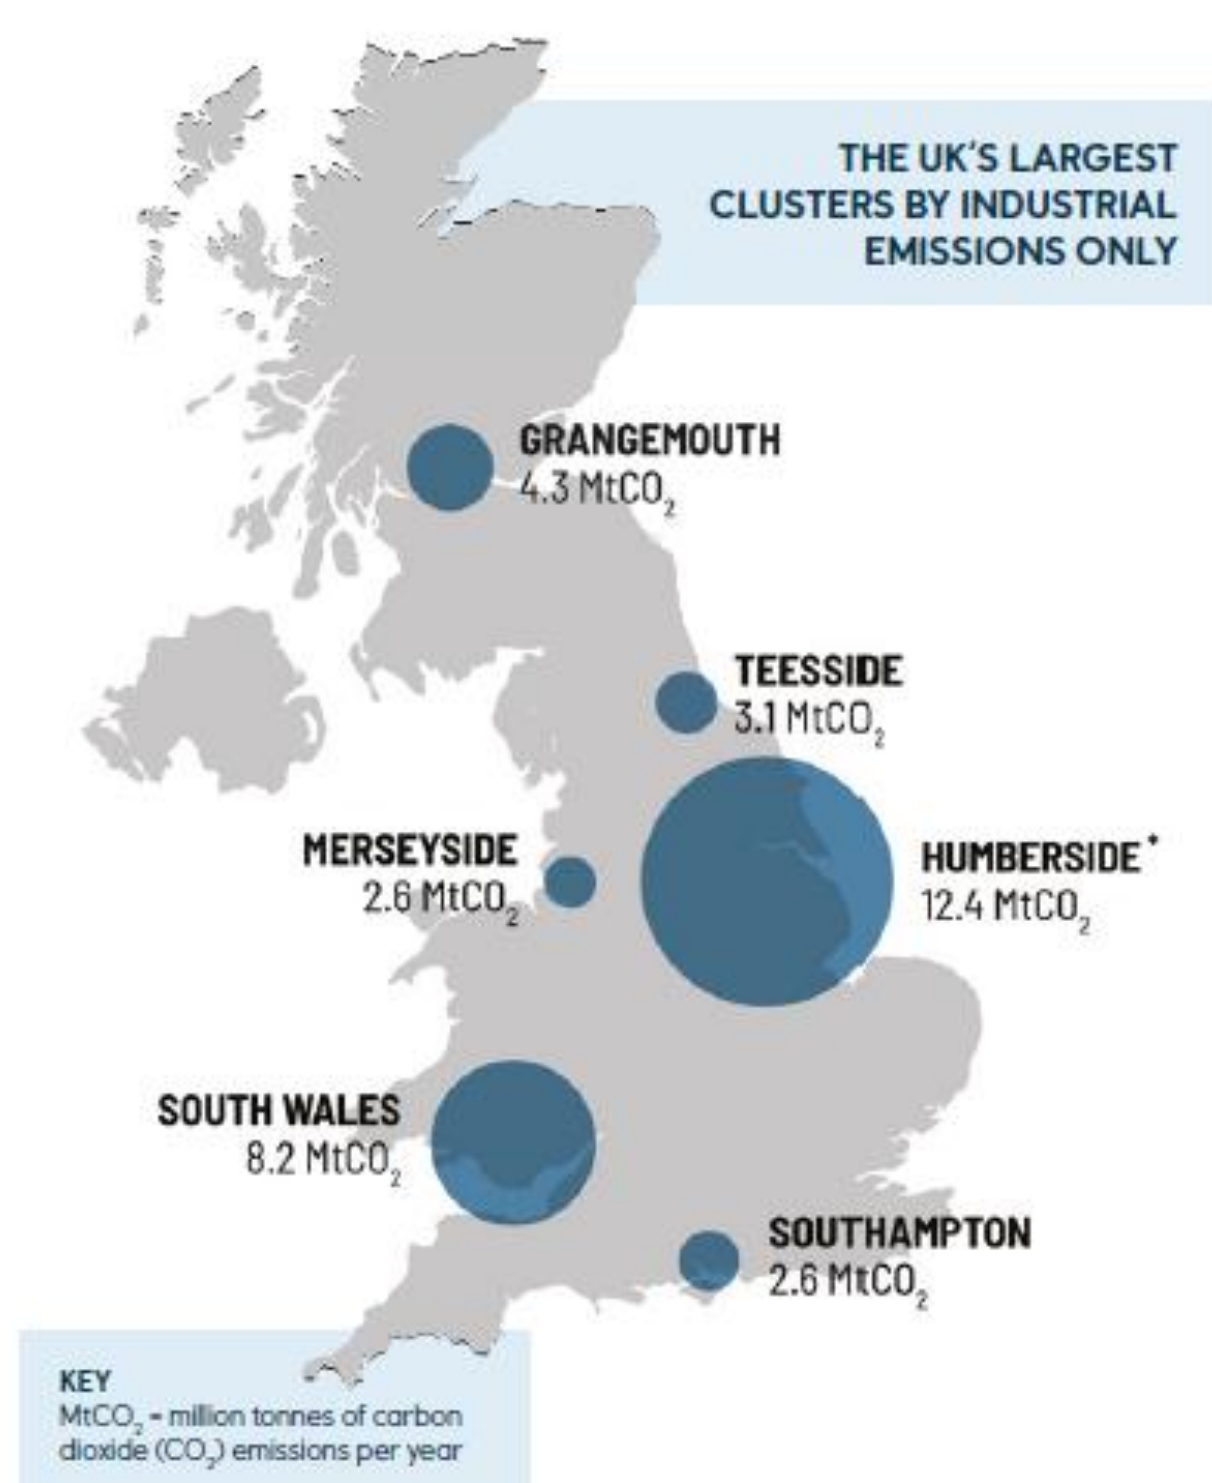 THE UK'S LARGEST
CLUSTERS BY INDUSTRIAL
EMISSIONS ONLY
GRANGEMOUTH
4.3 MtCO₂
TEESSIDE
3.1 MtCO₂
MERSEYSIDE
2.6 MtCO₂
HUMBERSIDE*
12.4 MtCO₂
SOUTH WALES
8.2 MtCO₂
SOUTHAMPTON
2.6 MtCO₂
KEY
MtCO₂ = million tonnes of carbon
dioxide (CO₂) emissions per year